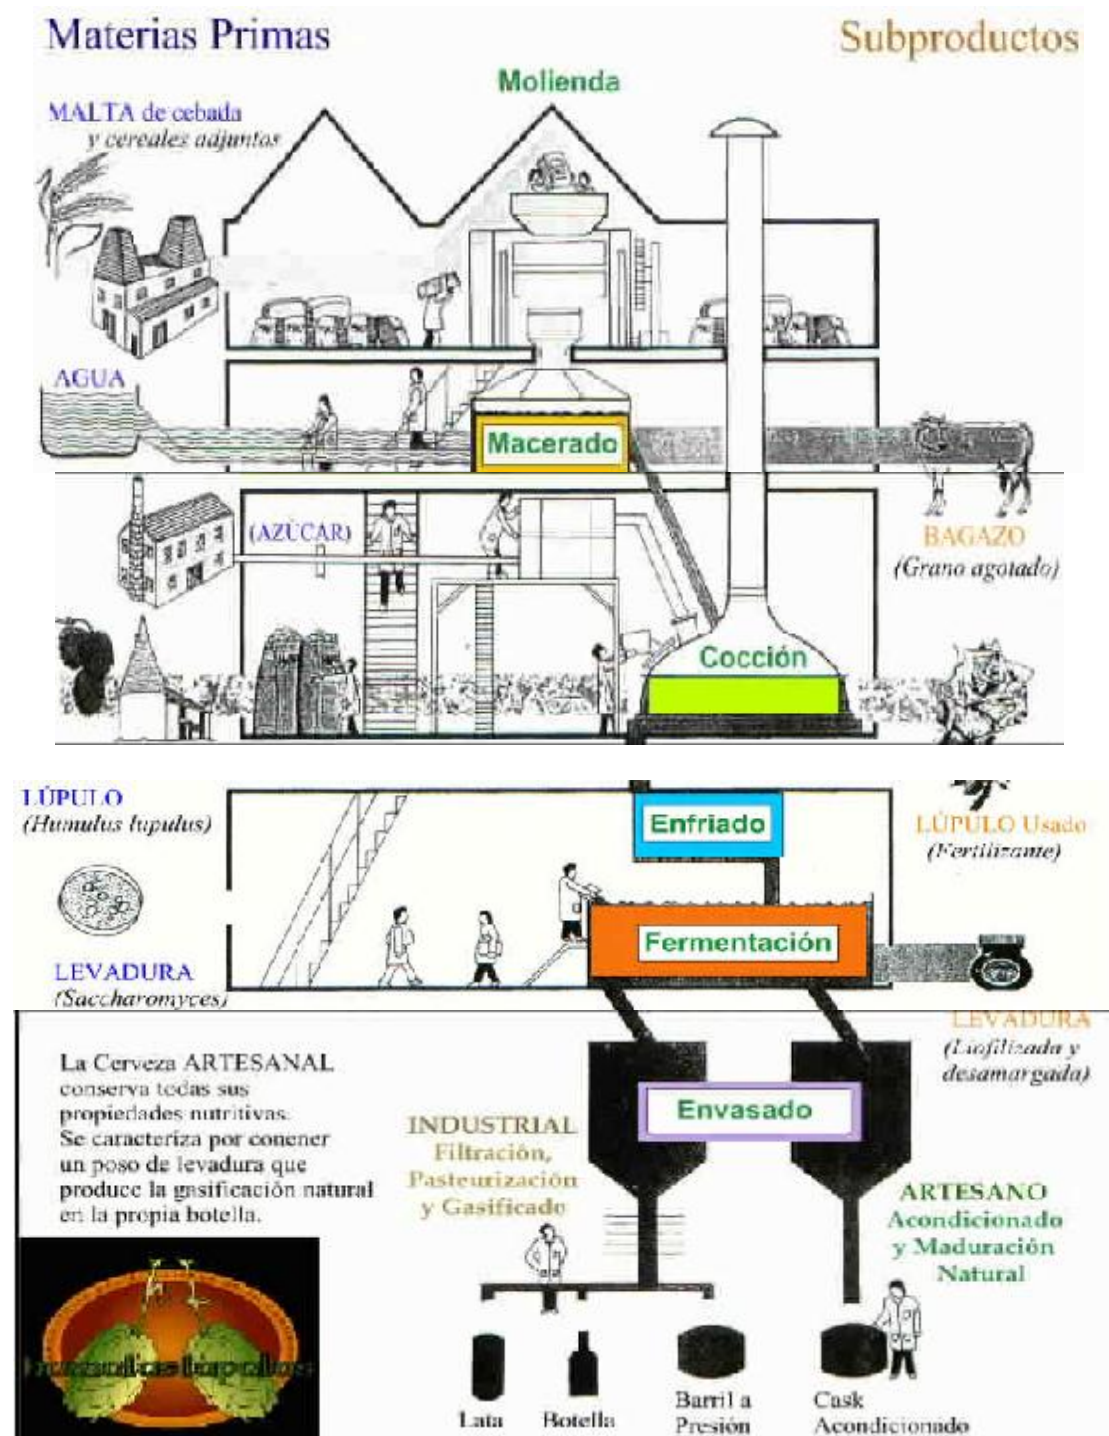 Materias Primas
Subproductos
Molienda
MALTA de cebada
y cereales adjuntos
AGUA
Macerado
(AZÚCAR)
BAGAZO
(Grano agotado)
Cocción
LÚPULO
(Humulus lupulus)
Enfriado
LÚPULO Usado
(Fertilizante)
Fermentación
LEVADURA
(Saccharomyces)
LEVADURA
(Liofilizada y
desamargada)
La Cerveza ARTESANAL
conserva todas sus
propiedades nutritivas.
Se caracteriza por conener
un poso de levadura que
produce la gasificación natural
en la propia botella.
Envasado
INDUSTRIAL
Filtración,
Pasteurización
y Gasificado
ARTESANO
Acondicionado
y Maduración
Natural
Lata
Botella
Barril a
Presión
Cask
Acondicionado